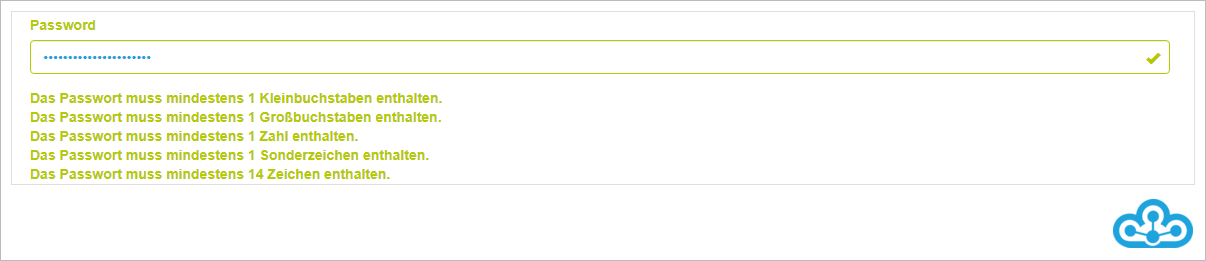 Password
••••••••••••••••••••••
Das Passwort muss mindestens 1 Kleinbuchstaben enthalten.
Das Passwort muss mindestens 1 Großbuchstaben enthalten.
Das Passwort muss mindestens 1 Zahl enthalten.
Das Passwort muss mindestens 1 Sonderzeichen enthalten.
Das Passwort muss mindestens 14 Zeichen enthalten.